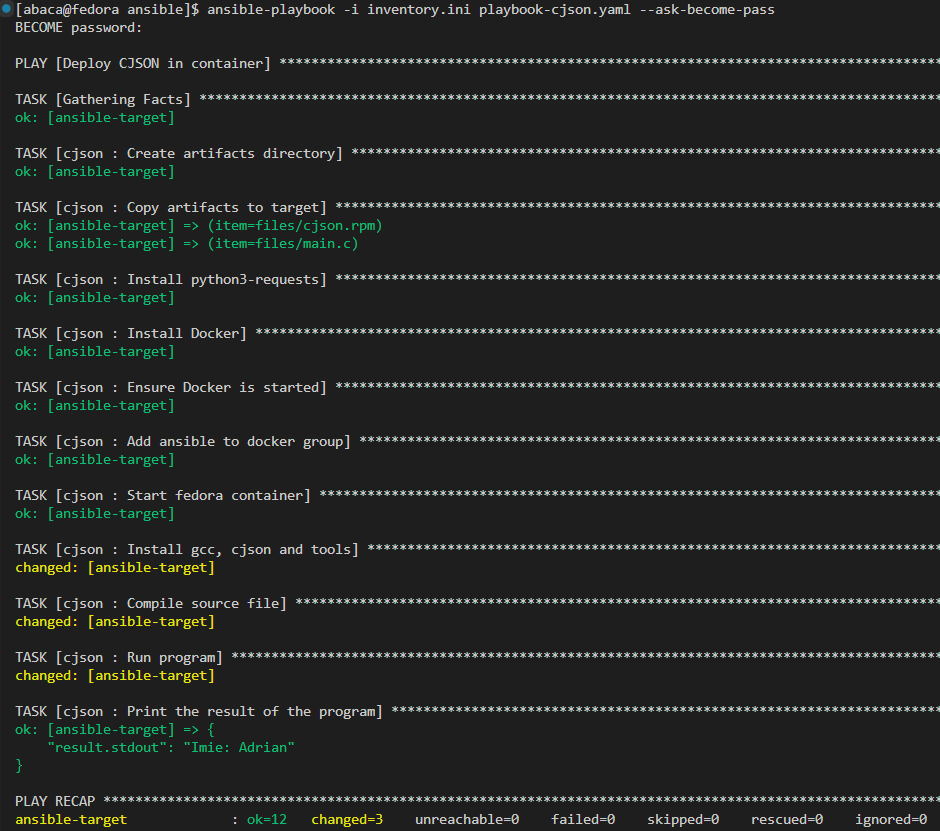 [abaca@fedora ansible]$ ansible-playbook -i inventory.ini playbook-cjson.yaml --ask-become-pass
BECOME password:
PLAY [Deploy CJSON in container] ***********************************************************************************
TASK [Gathering Facts] *********************************************************************************************
ok: [ansible-target]
TASK [cjson : Create artifacts directory] **************************************************************************
ok: [ansible-target]
TASK [cjson : Copy artifacts to target] ****************************************************************************
ok: [ansible-target] => (item=files/cjson.rpm)
ok: [ansible-target] => (item=files/main.c)
TASK [cjson : Install python3-requests] ****************************************************************************
ok: [ansible-target]
TASK [cjson : Install Docker] **************************************************************************************
ok: [ansible-target]
TASK [cjson : Ensure Docker is started] ****************************************************************************
ok: [ansible-target]
TASK [cjson : Add ansible to docker group] *************************************************************************
ok: [ansible-target]
TASK [cjson : Start fedora container] ******************************************************************************
ok: [ansible-target]
TASK [cjson : Install gcc, cjson and tools] ************************************************************************
changed: [ansible-target]
TASK [cjson : Compile source file] *********************************************************************************
changed: [ansible-target]
TASK [cjson : Run program] *****************************************************************************************
changed: [ansible-target]
TASK [cjson : Print the result of the program] *********************************************************************
ok: [ansible-target] => {
    "result.stdout": "Imie: Adrian"
}
PLAY RECAP *********************************************************************************************************
ansible-target             : ok=12   changed=3    unreachable=0    failed=0    skipped=0    rescued=0    ignored=0